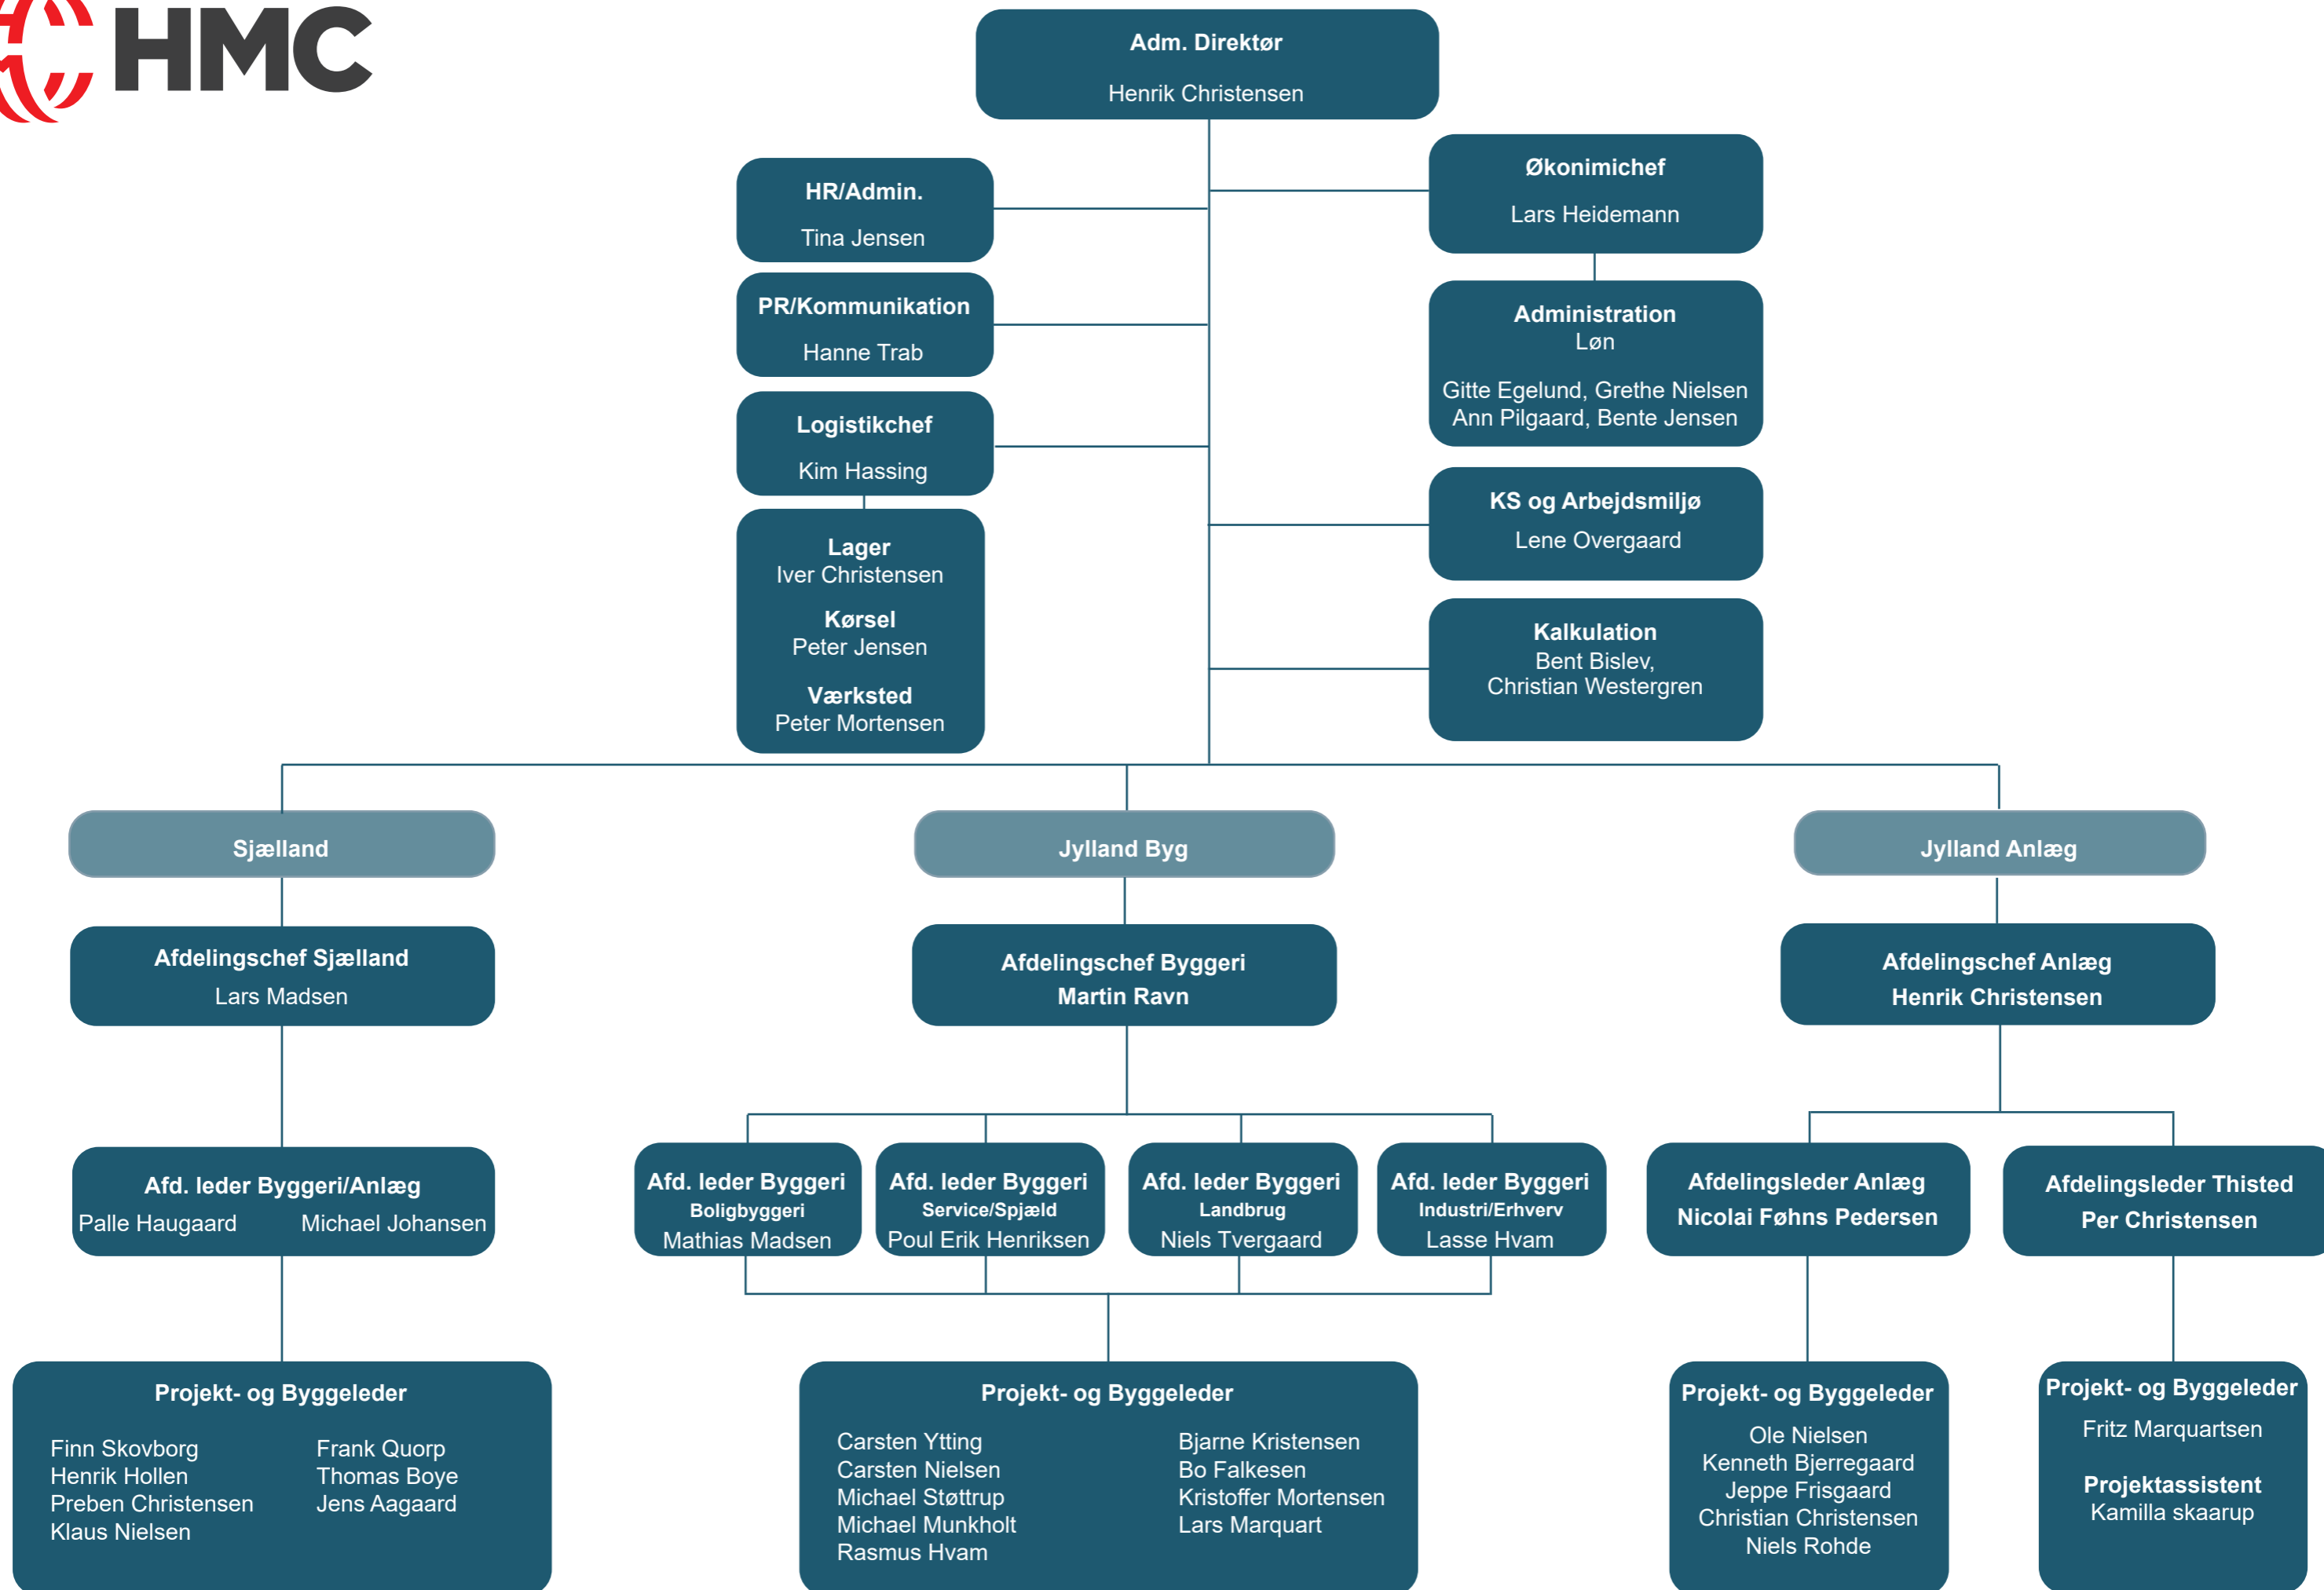 HMC
Adm. Direktør
Henrik Christensen
HR/Admin.
Tina Jensen
PR/Kommunikation
Hanne Trab
Logistikchef
Kim Hassing
Lager
Iver Christensen
Kørsel
Peter Jensen
Værksted
Peter Mortensen
Økonimichef
Lars Heidemann
Administration
Løn
Gitte Egelund, Grethe Nielsen
Ann Pilgaard, Bente Jensen
KS og Arbejdsmiljø
Lene Overgaard
Kalkulation
Bent Bislev,
Christian Westergren
Sjælland
Afdelingschef Sjælland
Lars Madsen
Afd. leder Byggeri/Anlæg
Palle Haugaard Michael Johansen
Projekt- og Byggeleder
Finn Skovborg
Henrik Hollen
Preben Christensen
Klaus Nielsen
Frank Quorp
Thomas Boye
Jens Aagaard
Jylland Byg
Afdelingschef Byggeri
Martin Ravn
Afd. leder Byggeri
Boligbyggeri
Mathias Madsen
Afd. leder Byggeri
Service/Spjæld
Poul Erik Henriksen
Afd. leder Byggeri
Landbrug
Niels Tvergaard
Afd. leder Byggeri
Industri/Erhverv
Lasse Hvam
Projekt- og Byggeleder
Carsten Ytting
Carsten Nielsen
Michael Støttrup
Michael Munkholt
Rasmus Hvam
Bjarne Kristensen
Bo Falkesen
Kristoffer Mortensen
Lars Marquart
Jylland Anlæg
Afdelingschef Anlæg
Henrik Christensen
Afdelingsleder Anlæg
Nicolai Føhns Pedersen
Projekt- og Byggeleder
Ole Nielsen
Kenneth Bjerregaard
Jeppe Frisgaard
Christian Christensen
Niels Rohde
Afdelingsleder Thisted
Per Christensen
Projekt- og Byggeleder
Fritz Marquartsen
Projektassistent
Kamilla skaarup